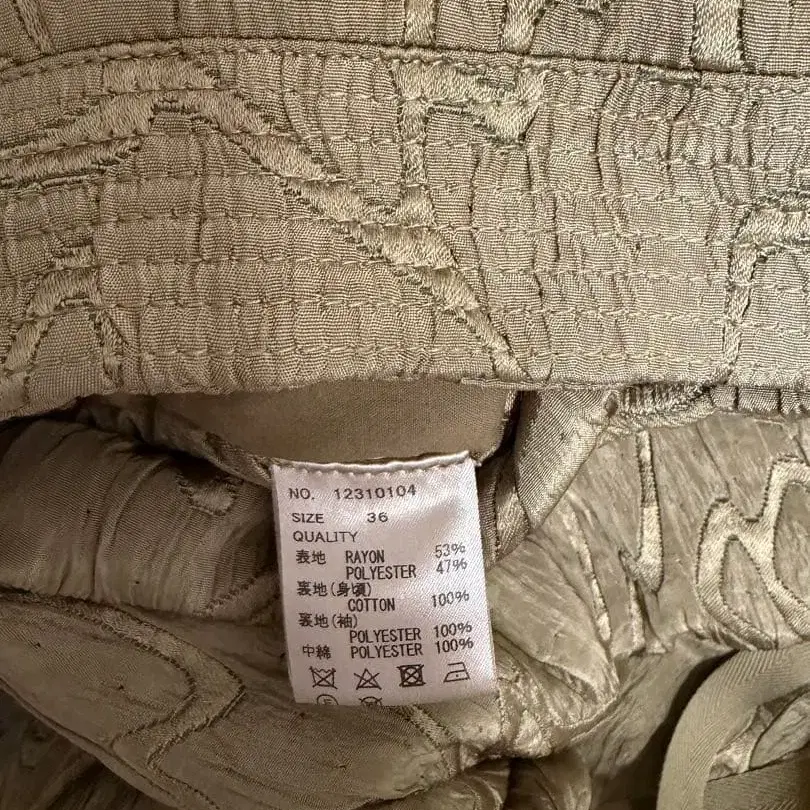 NO. 12310104
SIZE 36
QUALITY
表地 RAYON 53%
POLYESTER 47%
裏地(身頃)
COTTON 100%
裏地(袖)
POLYESTER 100%
中綿 POLYESTER 100%